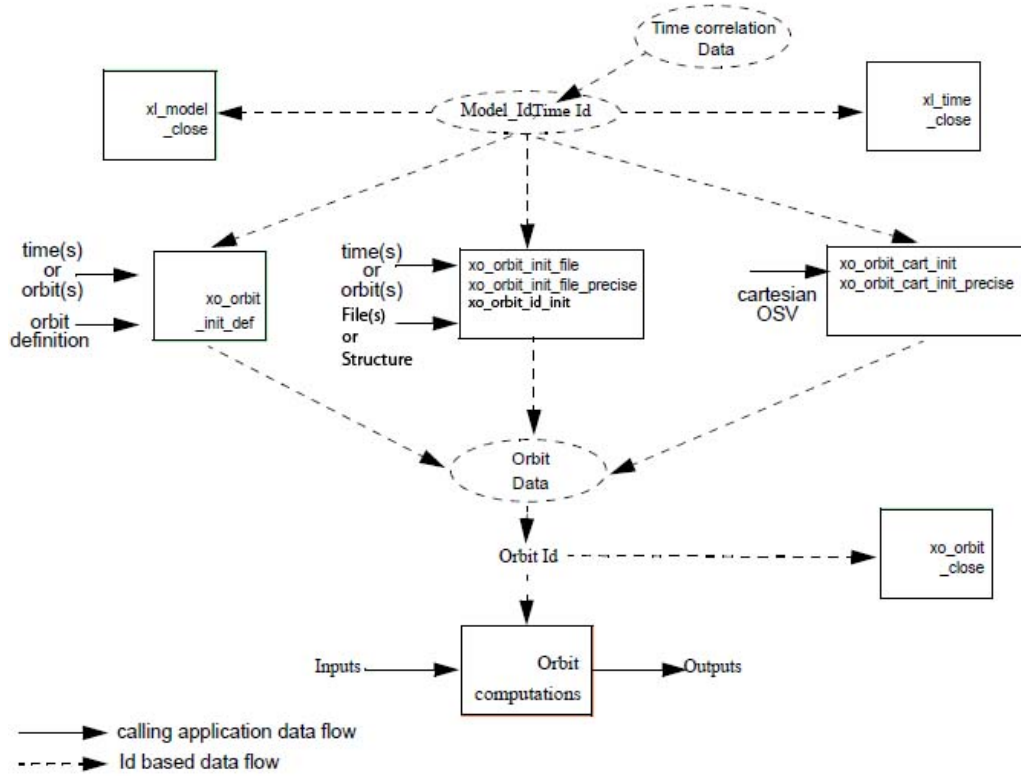 Time correlation
Data
xl_model
_close
Model_Id,Time Id
xl_time
_close
time(s)
or
orbit(s)
orbit
definition
xo_orbit
_init_def
time(s)
or
orbit(s)
File(s)
or
Structure
xo_orbit_init_file
xo_orbit_init_file_precise
xo_orbit_id_init
cartesian
OSV
xo_orbit_cart_init
xo_orbit_cart_init_precise
Orbit
Data
Orbit Id
xo_orbit
_close
Inputs
Orbit
computations
Outputs
calling application data flow
Id based data flow